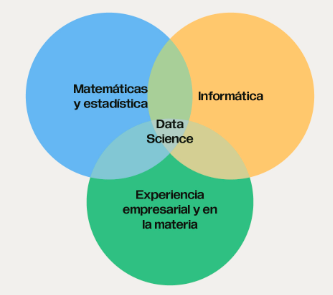 Matemáticas
y estadística
Informática
Data
Science
Experiencia
empresarial y en
la materia